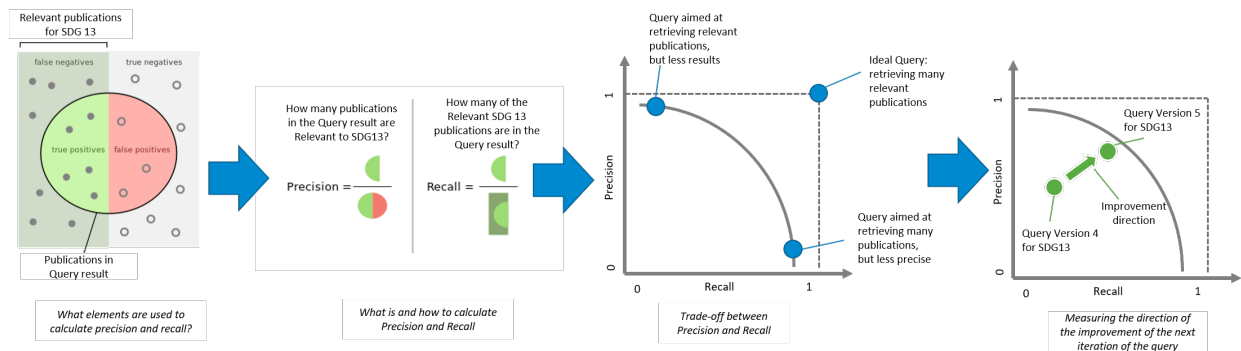 Relevant publications
for SDG 13
false negatives
true negatives
true positives
false positives
Publications in
Query result
What elements are used to
calculate precision and recall?
How many publications
in the Query result are
Relevant to SDG13?
Precision =
How many of the
Relevant SDG 13
publications are in the
Query result?
Recall =
What is and how to calculate
Precision and Recall
Query aimed at
retrieving relevant
publications,
but less results
Ideal Query:
retrieving many
relevant
publications
1
Precision
0
Query aimed at
retrieving many
publications,
but less precise
0
Recall
1
Trade-off between
Precision and Recall
1
Precision
0
Query Version 5
for SDG13
Improvement
direction
Query Version 4
for SDG13
0
Recall
1
Measuring the direction of
the improvement of the next
iteration of the query